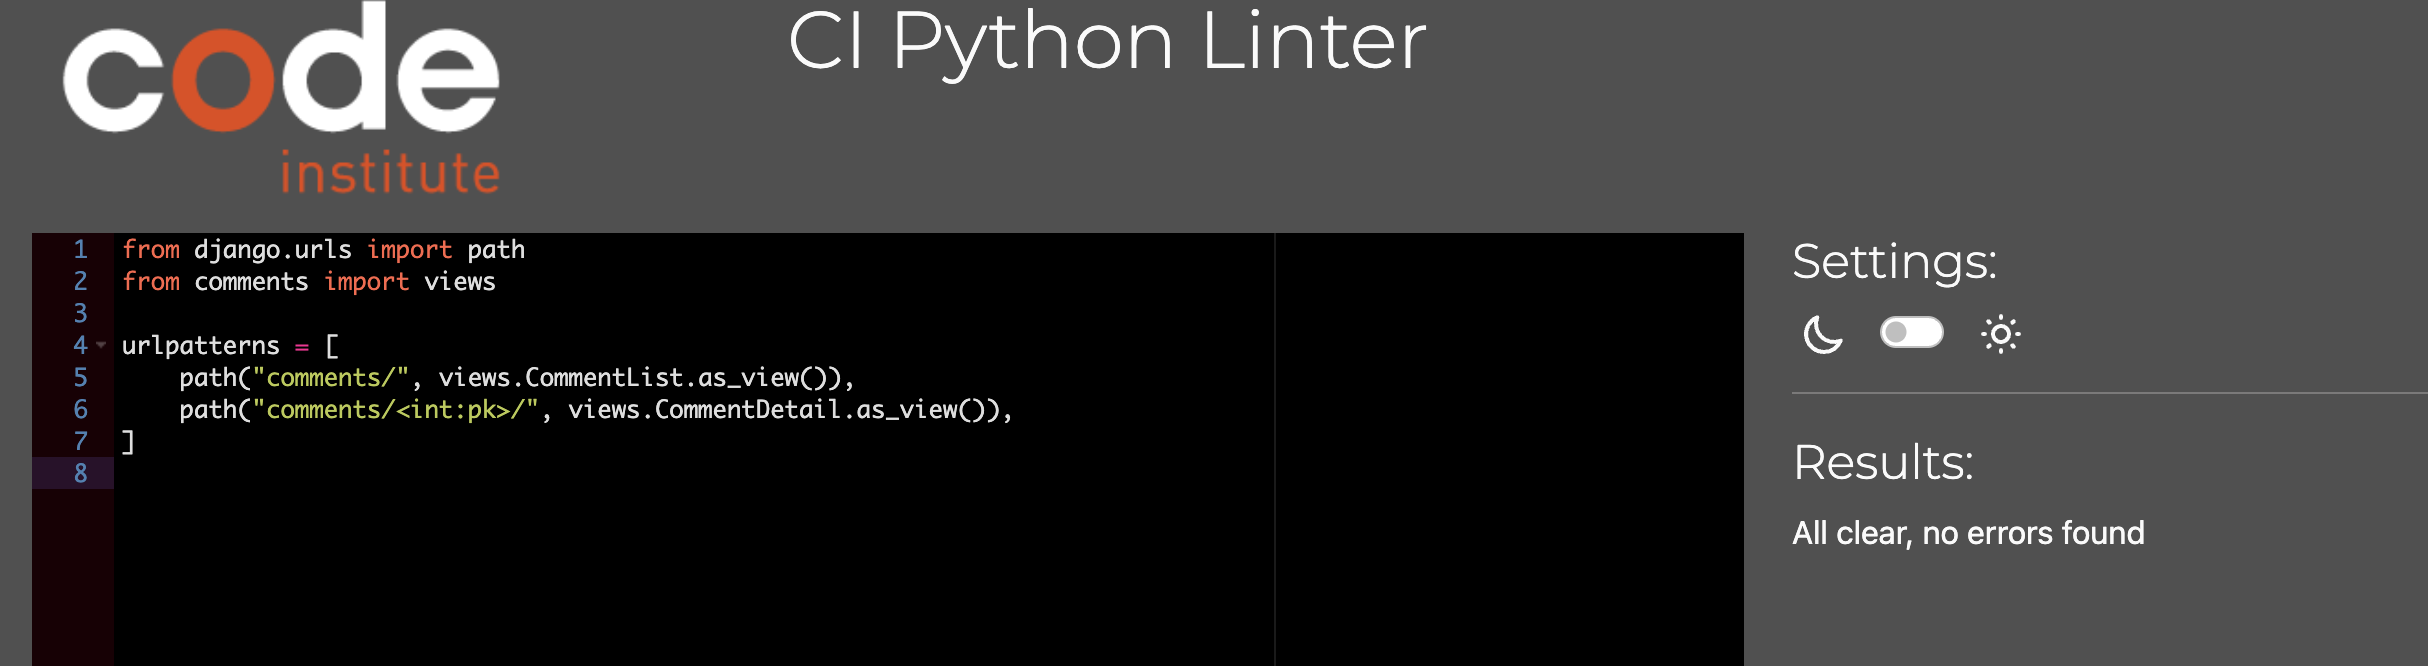 code
institute
CI Python Linter
1 from django.urls import path
2 from comments import views
3
4 urlpatterns = [
5     path("comments/", views.CommentList.as_view()),
6     path("comments/<int:pk>/", views.CommentDetail.as_view()),
7 ]
8
Settings:
Results:
All clear, no errors found